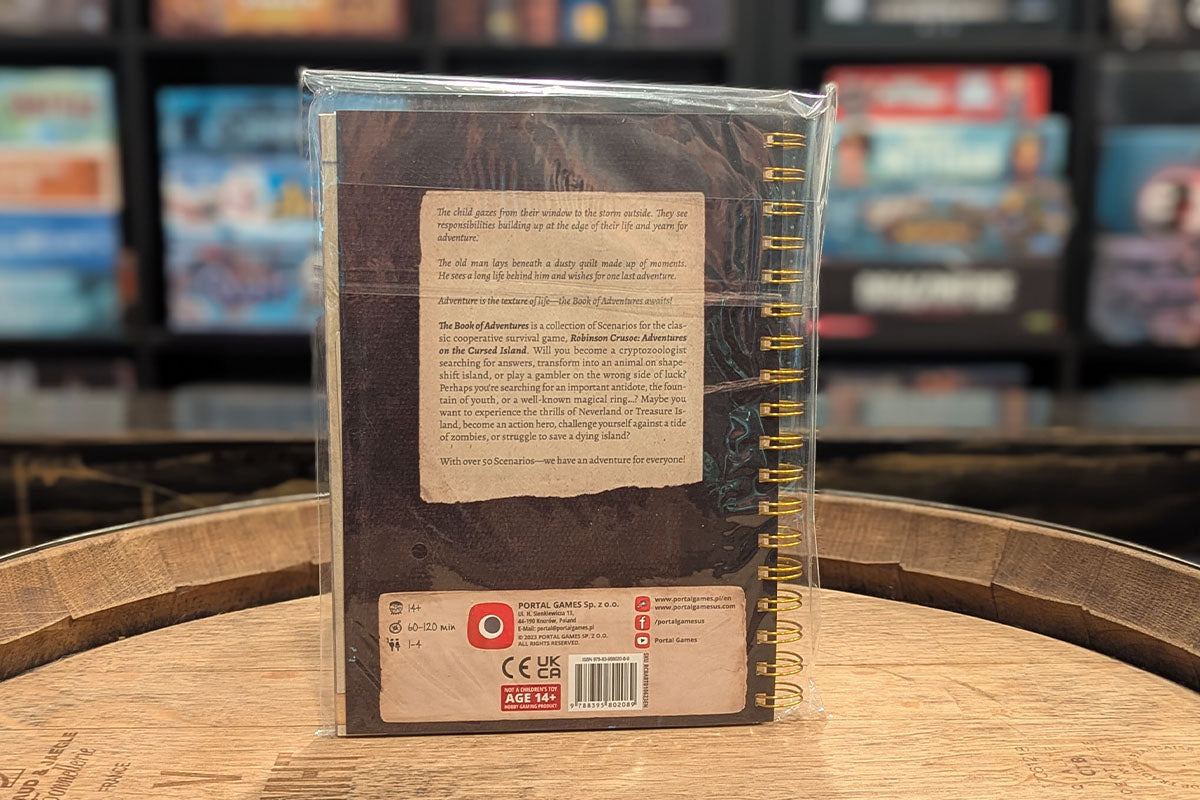 The child gazes from their window to the storm outside. They see
responsibilities building up at the edge of their life and yearn for
adventure.
The old man lays beneath a dusty quilt made up of moments.
He sees a long life behind him and wishes for one last adventure.
Adventure is the texture of life—the Book of Adventures awaits!
The Book of Adventures is a collection of Scenarios for the clas-
sic cooperative survival game, Robinson Crusoe: Adventures
on the Cursed Island. Will you become a cryptozoologist
searching for answers, transform into an animal on shape-
shift island, or play a gambler on the wrong side of luck?
Perhaps you're searching for an important antidote, the foun-
tain of youth, or a well-known magical ring...? Maybe you
want to experience the thrills of Neverland or Treasure Is-
land, become an action hero, challenge yourself against a tide
of zombies, or struggle to save a dying island?
With over 50 Scenarios—we have an adventure for everyone!
14+
60-120 min
1-4
PORTAL GAMES Sp. z o.o.
Ul. H. Sienkiewicza 13,
44-190 Knurów, Poland
E-Mail: portal@portalgames.pl
© 2023 PORTAL GAMES SP. Z O.O.
ALL RIGHTS RESERVED.
www.portalgames.pl/en
www.portalgamesus.com
/portalgamesus
Portal Games
CE UK
CA
NOT A CHILDREN'S TOY
AGE 14+
HOBBY GAMING PRODUCT
9 788395 802089
& JAEGLE
FRANCE